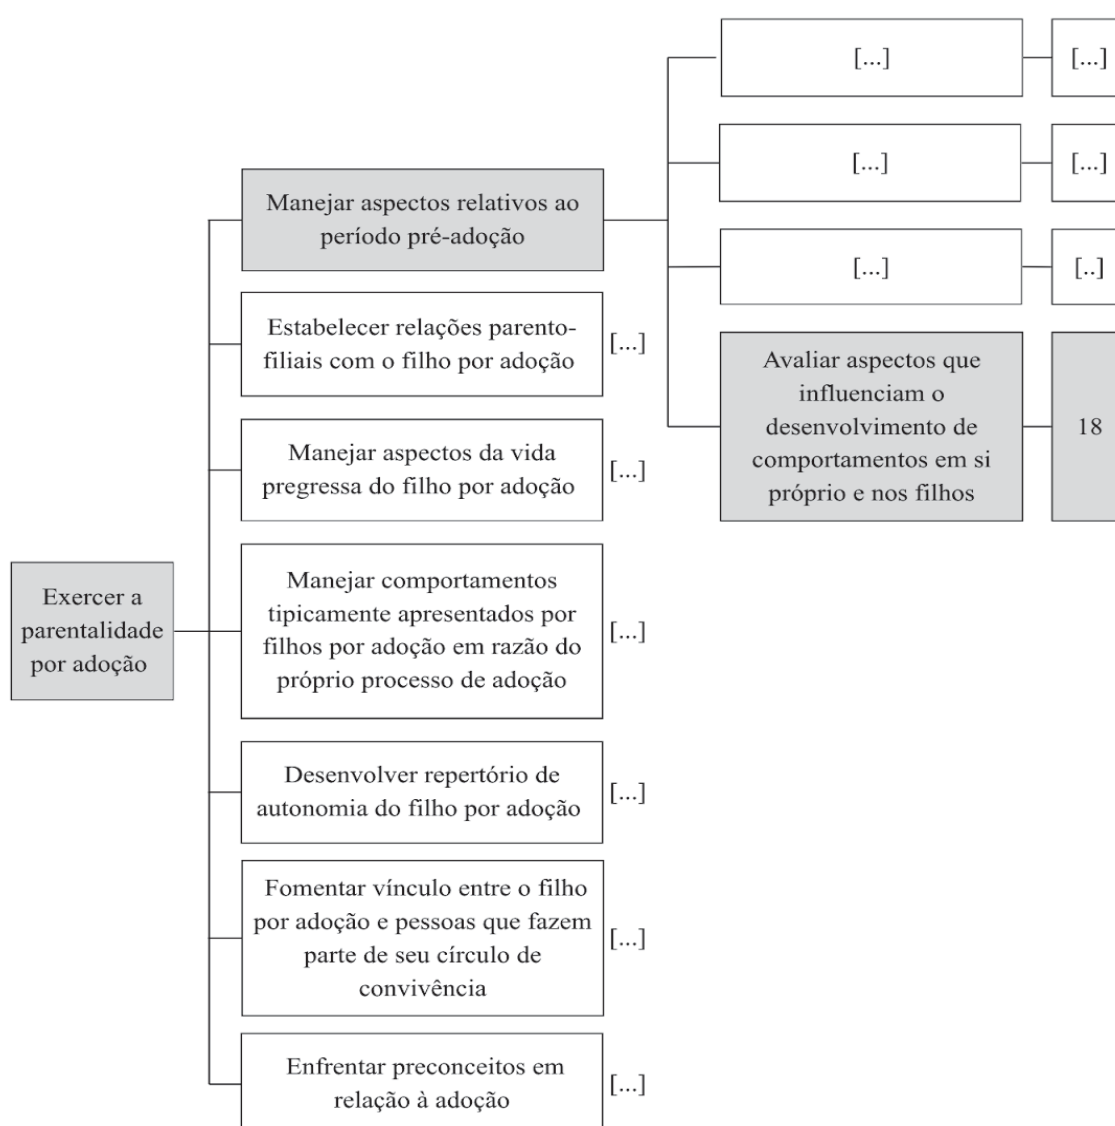 [...]
[...]
[...]
[...]
Manejar aspectos relativos ao
período pré-adoção
[...]
[..]
Estabelecer relações parento-
filiais com o filho por adoção
[...]
Avaliar aspectos que
influenciam o
desenvolvimento de
comportamentos em si
próprio e nos filhos
18
Manejar aspectos da vida
pregressa do filho por adoção
[...]
Exercer a
parentalidade
por adoção
Manejar comportamentos
tipicamente apresentados por
filhos por adoção em razão do
próprio processo de adoção
[...]
Desenvolver repertório de
autonomia do filho por adoção
[...]
Fomentar vínculo entre o filho
por adoção e pessoas que fazem
parte de seu círculo de
convivência
[...]
Enfrentar preconceitos em
relação à adoção
[...]